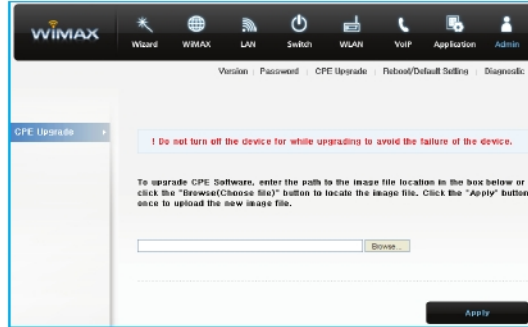 WiMAX
Wizard WiMAX LAN Switch WLAN VoIP Application Admin
Version | Password | CPE Upgrade | Reboot/Default Setting | Diagnostic
CPE Upgrade
! Do not turn off the device for while upgrading to avoid the failure of the device.
To upgrade CPE Software, enter the path to the image file location in the box below or
click the "Browse(Choose file)" button to locate the image file. Click the "Apply" button
once to upload the new image file.
Browse...
Apply